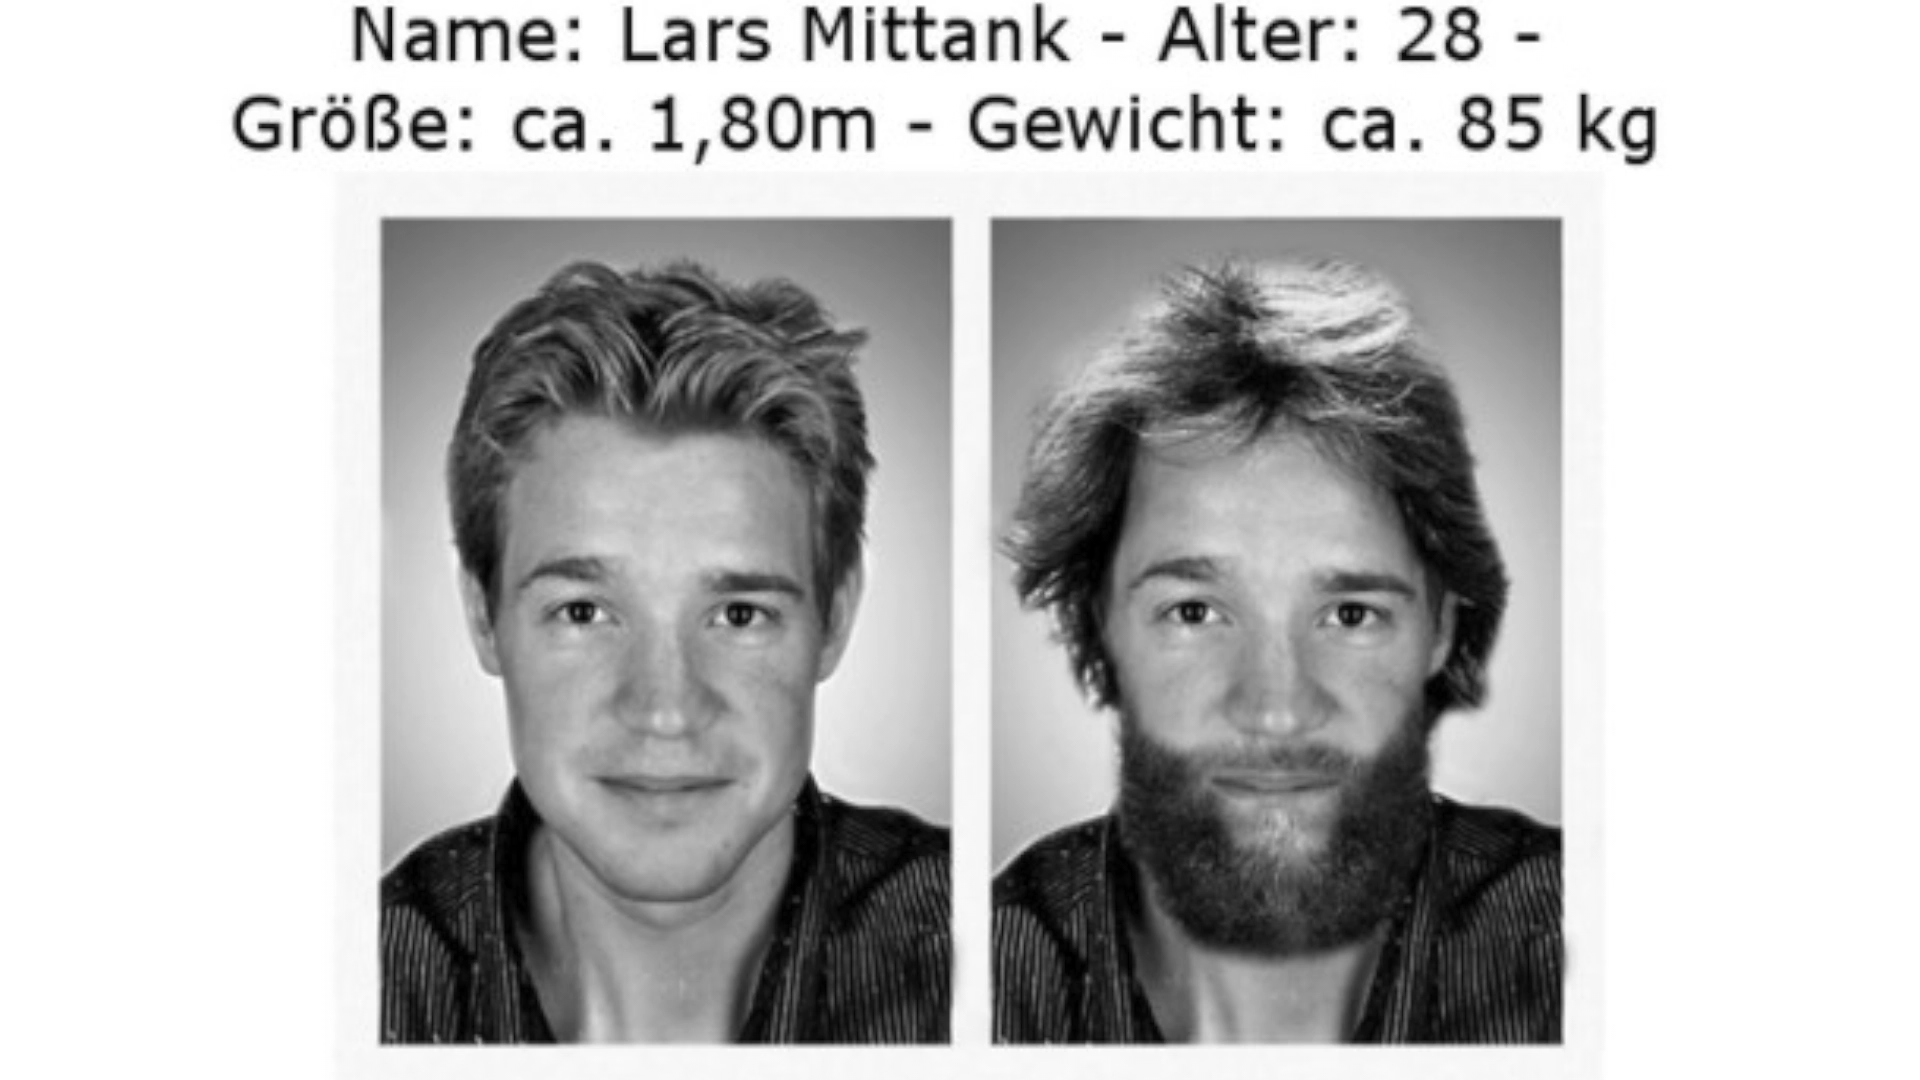 Name: Lars Mittank - Alter: 28 -
Größe: ca. 1,80m - Gewicht: ca. 85 kg